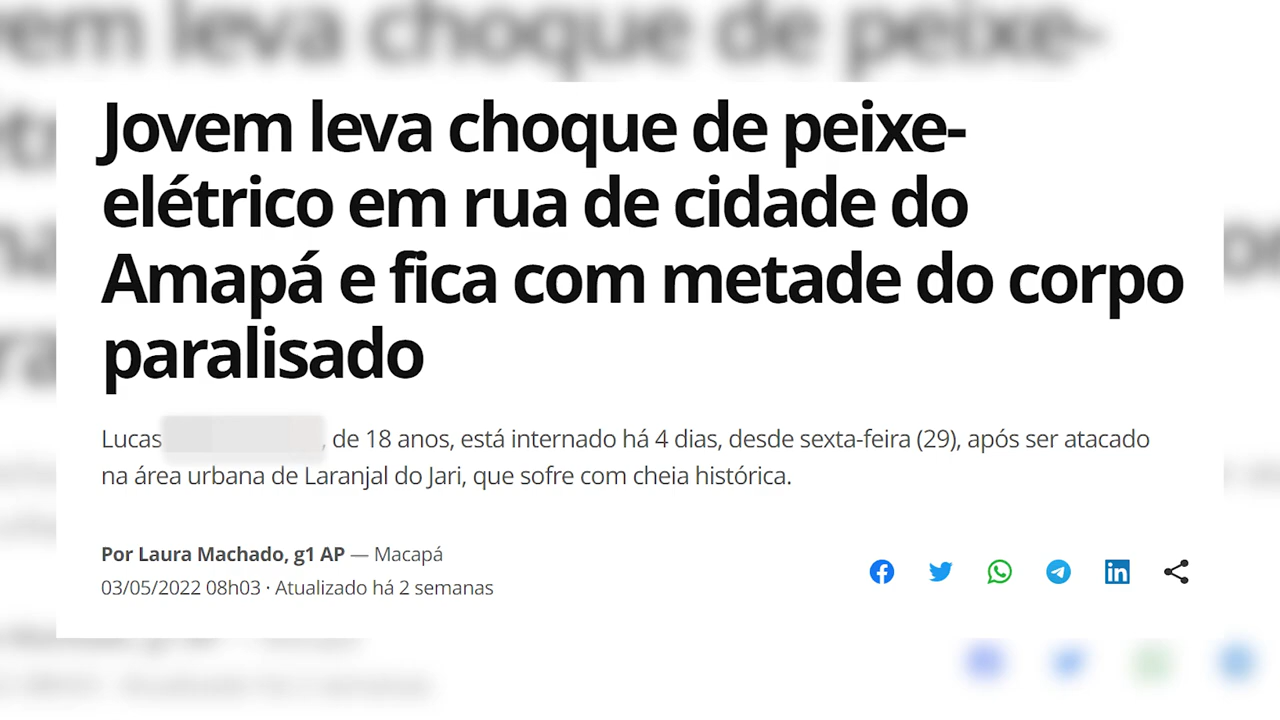 Jovem leva choque de peixe-
elétrico em rua de cidade do
Amapá e fica com metade do corpo
paralisado
Lucas , de 18 anos, está internado há 4 dias, desde sexta-feira (29), após ser atacado
na área urbana de Laranjal do Jari, que sofre com cheia histórica.
Por Laura Machado, g1 AP — Macapá
03/05/2022 08h03 · Atualizado há 2 semanas